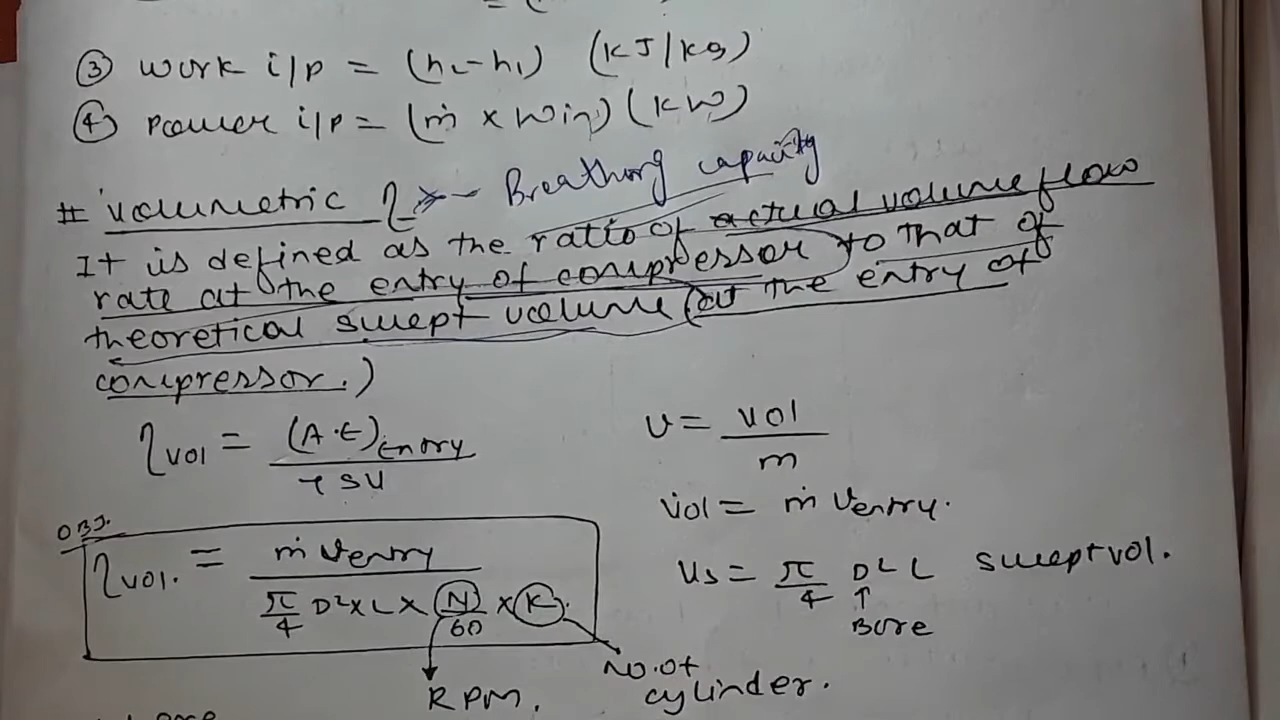 ③ work i/p = (h₂-h₁) (KJ/Kg)
④ Power i/p = (ṁ x Win) (KW)
# volumetric η :- Breathing capacity
It is defined as the ratio of actual volume flow
rate at the entry of compressor to that of
theoretical swept volume (at the entry of
compressor.)
ηvol = (A.E)Entry / TSV
v = vol / m
v̇ol = ṁ Ventry.
OBJ.
ηvol. = ṁ Ventry / π/4 D²xLx N/60 x K.
Vs = π/4 D²L swept vol.
↑
Bore
RPM.
No. of
cylinder.